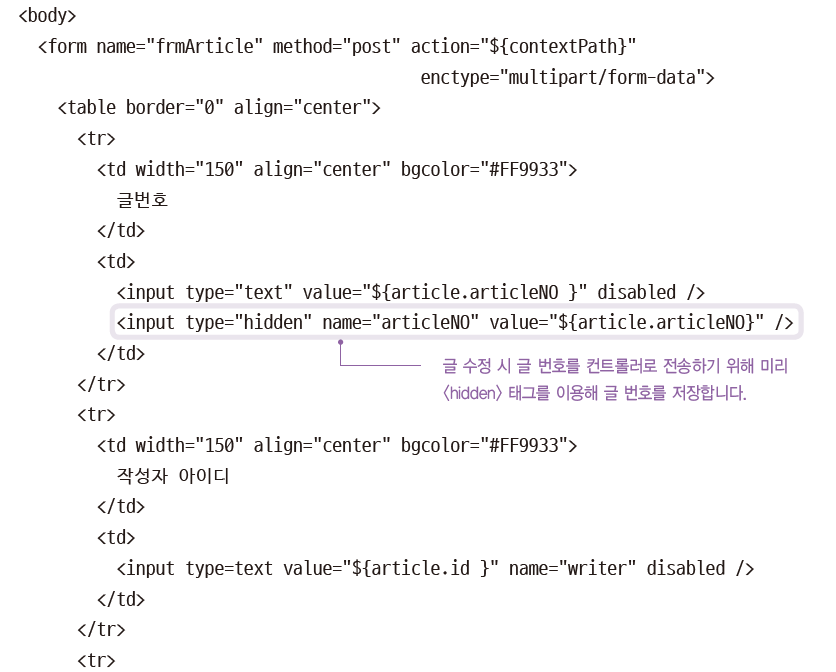 <body>
<form name="frmArticle" method="post" action="${contextPath}"
enctype="multipart/form-data">
<table border="0" align="center">
<tr>
<td width="150" align="center" bgcolor="#FF9933">
글번호
</td>
<td>
<input type="text" value="${article.articleNO }" disabled />
<input type="hidden" name="articleNO" value="${article.articleNO}" />
</td>
글 수정 시 글 번호를 컨트롤러로 전송하기 위해 미리
</tr>
<hidden> 태그를 이용해 글 번호를 저장합니다.
<tr>
<td width="150" align="center" bgcolor="#FF9933">
작성자 아이디
</td>
<td>
<input type=text value="${article.id }" name="writer" disabled />
</td>
</tr>
<tr>